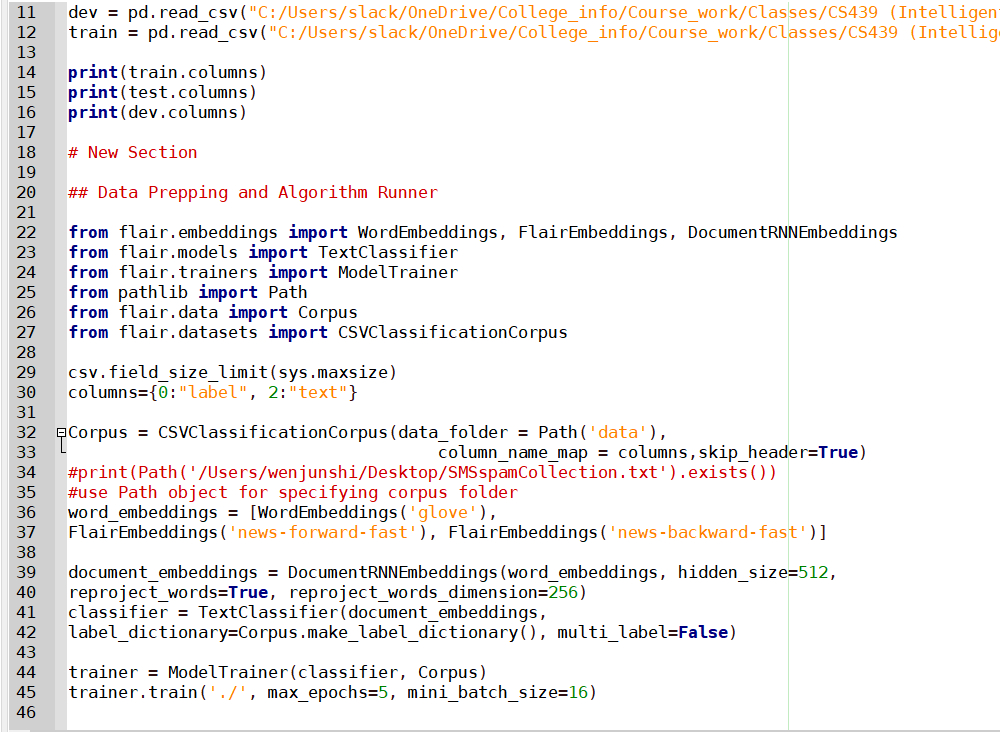 11 dev = pd.read_csv("C:/Users/slack/OneDrive/College_info/Course_work/Classes/CS439 (Intelligen
12 train = pd.read_csv("C:/Users/slack/OneDrive/College_info/Course_work/Classes/CS439 (Intellig
13
14 print(train.columns)
15 print(test.columns)
16 print(dev.columns)
17
18 # New Section
19
20 ## Data Prepping and Algorithm Runner
21
22 from flair.embeddings import WordEmbeddings, FlairEmbeddings, DocumentRNNEmbeddings
23 from flair.models import TextClassifier
24 from flair.trainers import ModelTrainer
25 from pathlib import Path
26 from flair.data import Corpus
27 from flair.datasets import CSVClassificationCorpus
28
29 csv.field_size_limit(sys.maxsize)
30 columns={0:"label", 2:"text"}
31
32 Corpus = CSVClassificationCorpus(data_folder = Path('data'),
33                                      column_name_map = columns,skip_header=True)
34 #print(Path('/Users/wenjunshi/Desktop/SMSspamCollection.txt').exists())
35 #use Path object for specifying corpus folder
36 word_embeddings = [WordEmbeddings('glove'),
37 FlairEmbeddings('news-forward-fast'), FlairEmbeddings('news-backward-fast')]
38
39 document_embeddings = DocumentRNNEmbeddings(word_embeddings, hidden_size=512,
40 reproject_words=True, reproject_words_dimension=256)
41 classifier = TextClassifier(document_embeddings,
42 label_dictionary=Corpus.make_label_dictionary(), multi_label=False)
43
44 trainer = ModelTrainer(classifier, Corpus)
45 trainer.train('./', max_epochs=5, mini_batch_size=16)
46